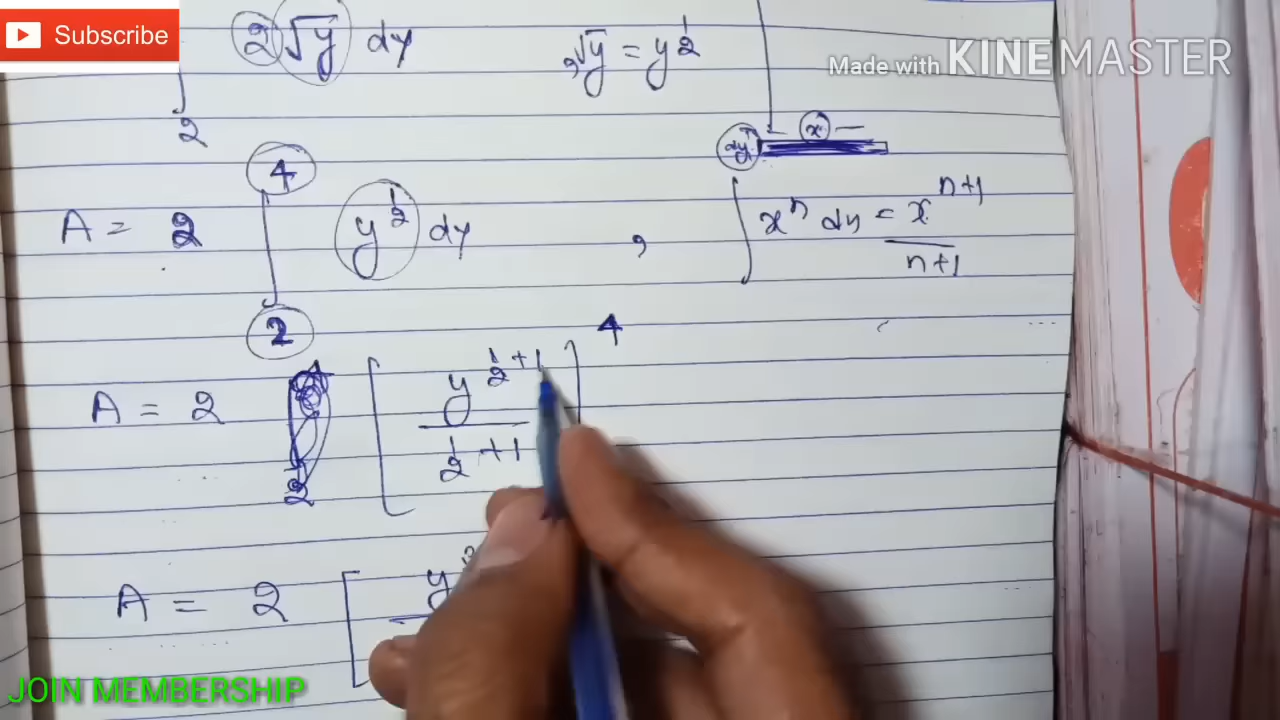 Subscribe
2 √y dy
√y = y^1/2
Made with KINEMASTER
2
x
dy
4
A = 2 ∫ y^1/2 dy , ∫ x^n dy = x^n+1 / n+1
2
4
A = 2 [ y^1/2+1 / 1/2 +1 ]
A = 2 [ y
JOIN MEMBERSHIP